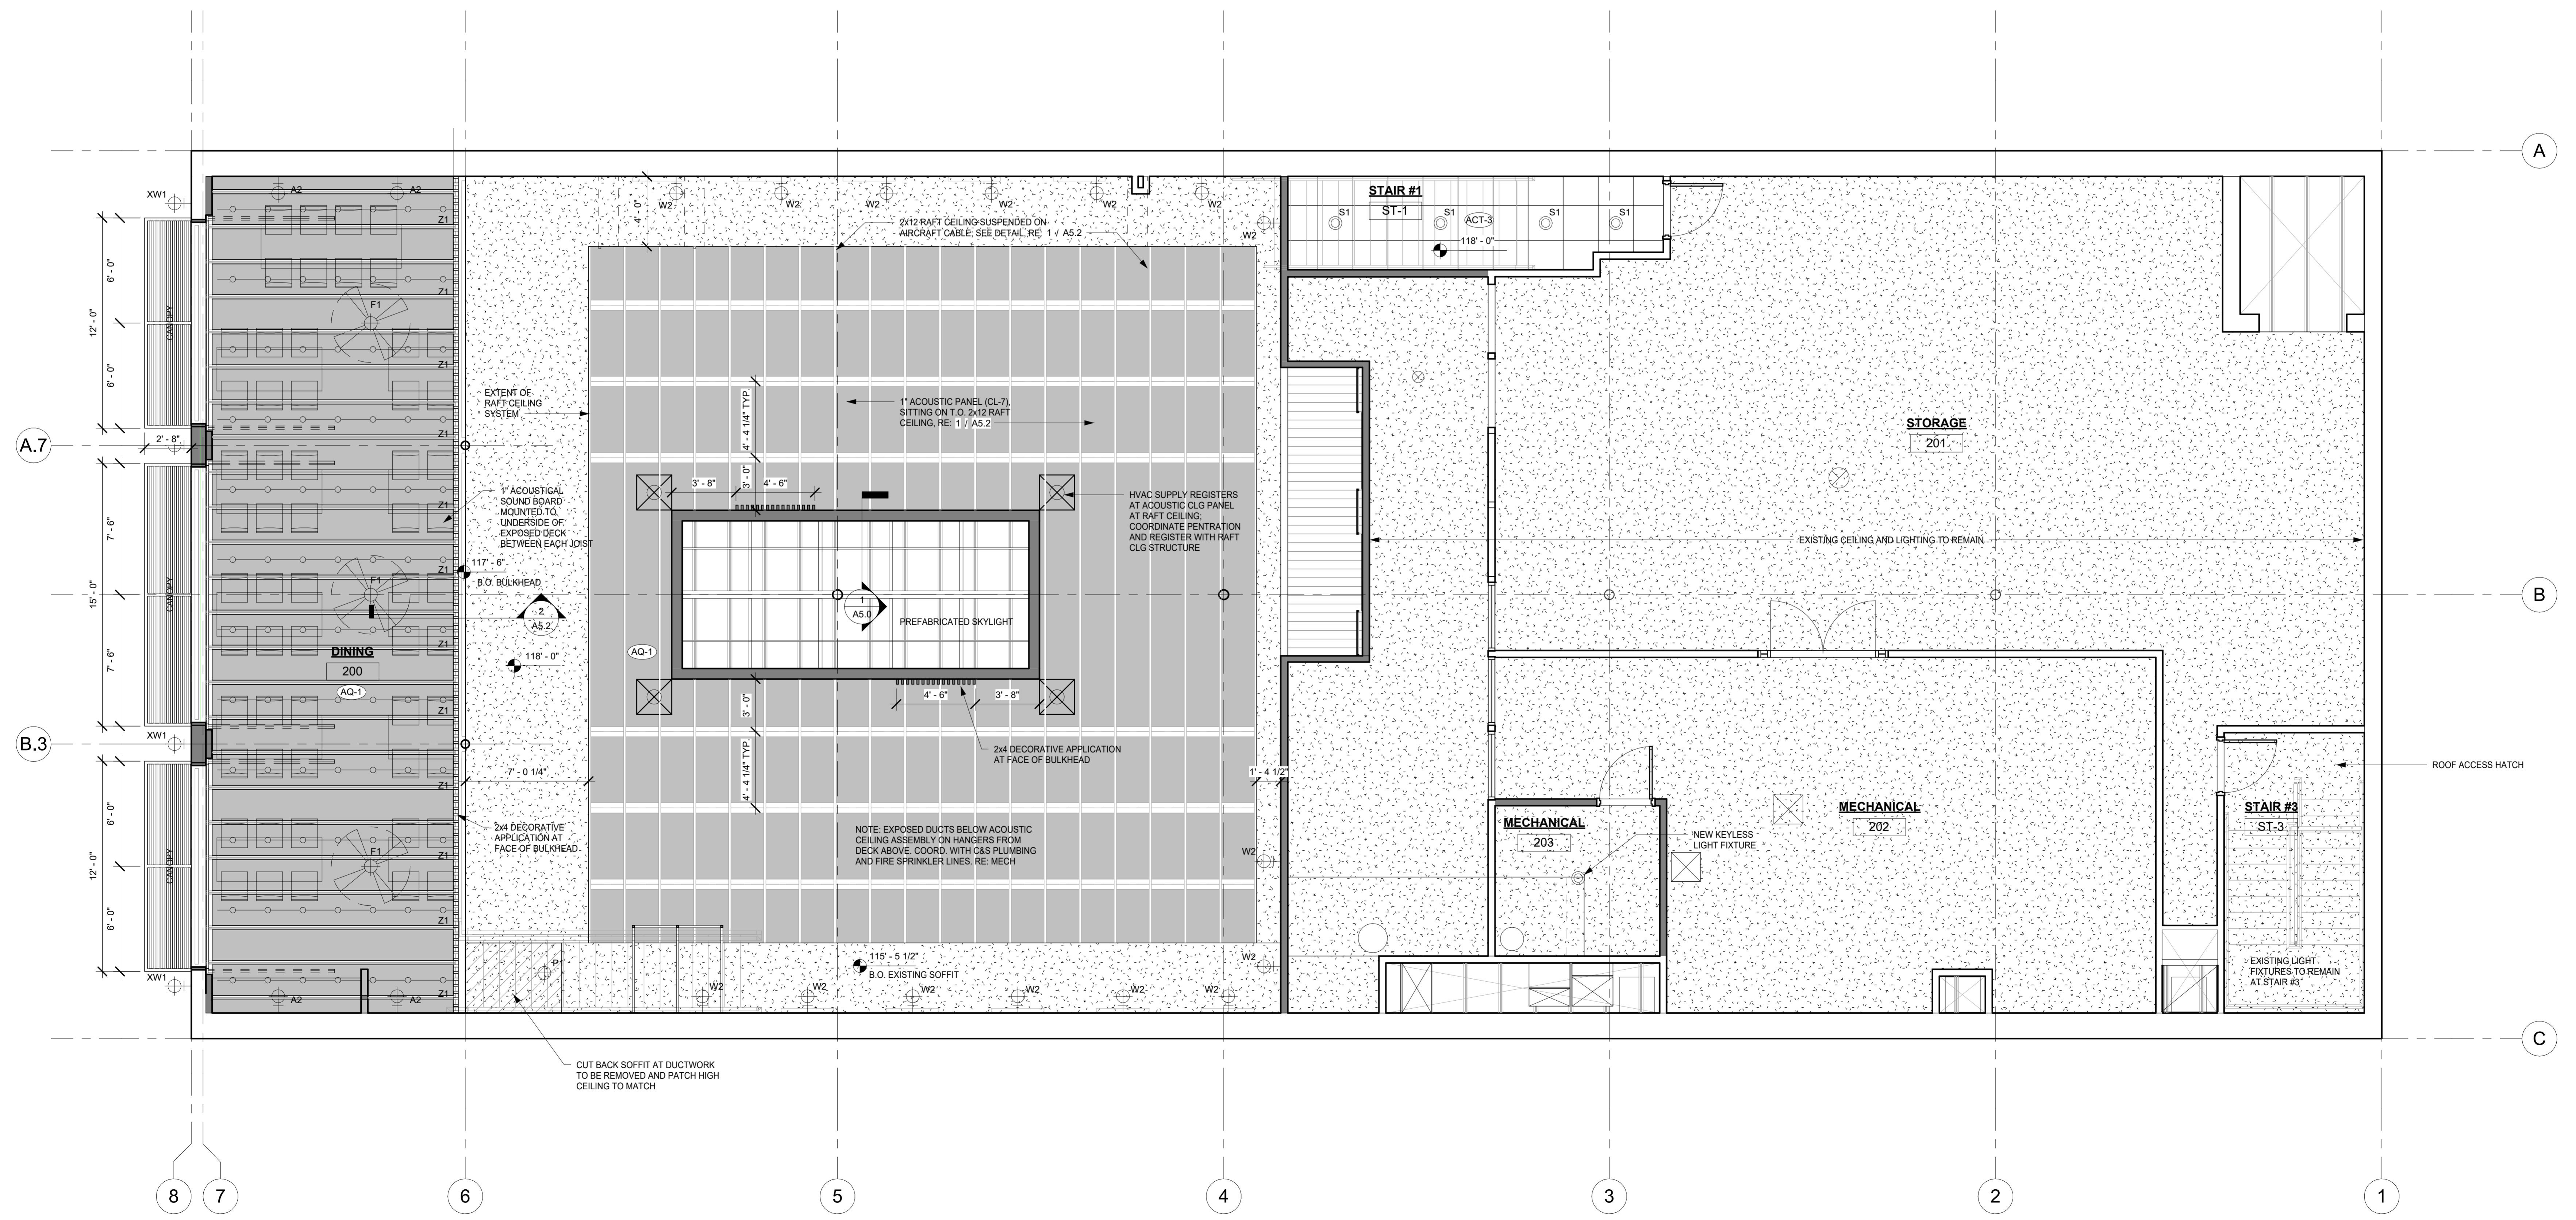 A
XW1
A2
A2
Z1
W2
W2
W2
W2
W2
W2
W2
4' - 0"
2x12 RAFT CEILING SUSPENDED ON
AIRCRAFT CABLE; SEE DETAIL, RE: 1 / A5.2
STAIR #1
ST-1
S1
S1
S1
S1
ACT-3
118' - 0"
6' - 0"
12' - 0"
6' - 0"
CANOPY
F1
Z1
Z1
Z1
EXTENT OF
RAFT CEILING
SYSTEM
4' - 4 1/4" TYP.
1" ACOUSTIC PANEL (CL-7),
SITTING ON T.O. 2x12 RAFT
CEILING, RE: 1 / A5.2
STORAGE
201
A.7
2' - 8"
3' - 0"
3' - 8"
4' - 6"
1" ACOUSTICAL
SOUND BOARD
MOUNTED TO
UNDERSIDE OF
EXPOSED DECK
BETWEEN EACH JOIST
Z1
HVAC SUPPLY REGISTERS
AT ACOUSTIC CLG PANEL
AT RAFT CEILING;
COORDINATE PENTRATION
AND REGISTER WITH RAFT
CLG STRUCTURE
EXISTING CEILING AND LIGHTING TO REMAIN
7' - 6"
15' - 0"
7' - 6"
CANOPY
F1
Z1
117' - 6"
B.O. BULKHEAD
2
A5.2
1
A5.0
PREFABRICATED SKYLIGHT
B
Z1
DINING
200
AQ-1
AQ-1
118' - 0"
Z1
4' - 6"
3' - 8"
3' - 0"
B.3
XW1
2x4 DECORATIVE APPLICATION
AT FACE OF BULKHEAD
7' - 0 1/4"
4' - 4 1/4" TYP.
1' - 4 1/2"
Z1
ROOF ACCESS HATCH
6' - 0"
12' - 0"
6' - 0"
CANOPY
F1
Z1
2x4 DECORATIVE
APPLICATION AT
FACE OF BULKHEAD
NOTE: EXPOSED DUCTS BELOW ACOUSTIC
CEILING ASSEMBLY ON HANGERS FROM
DECK ABOVE. COORD. WITH C&S PLUMBING
AND FIRE SPRINKLER LINES. RE: MECH
W2
MECHANICAL
203
NEW KEYLESS
LIGHT FIXTURE
MECHANICAL
202
STAIR #3
ST-3
Z1
115' - 5 1/2"
B.O. EXISTING SOFFIT
W2
EXISTING LIGHT
FIXTURES TO REMAIN
AT STAIR #3
XW1
A2
A2
Z1
P1
W2
W2
W2
W2
W2
W2
C
CUT BACK SOFFIT AT DUCTWORK
TO BE REMOVED AND PATCH HIGH
CEILING TO MATCH
8
7
6
5
4
3
2
1